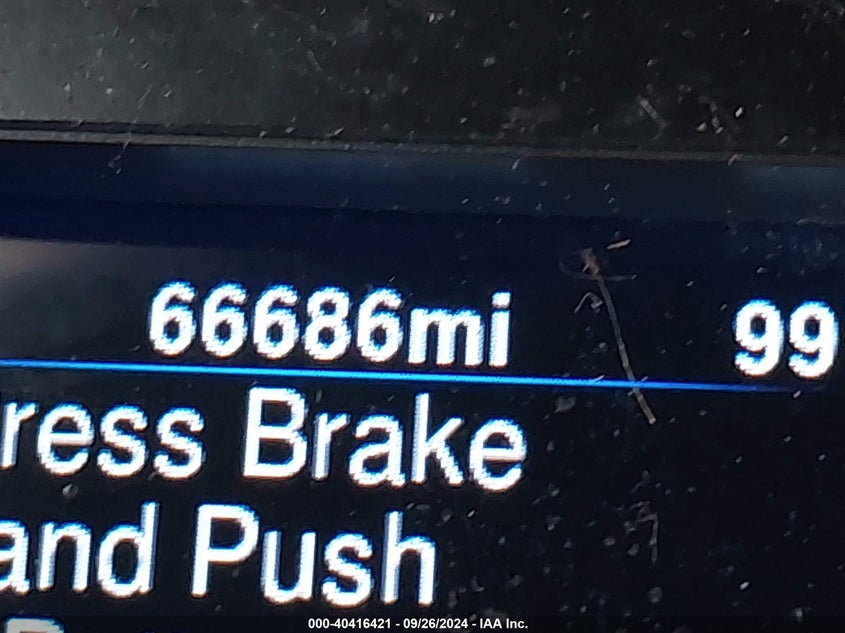 66686mi 99
ress Brake
and Push
000-40416421 - 09/26/2024 - IAA Inc.